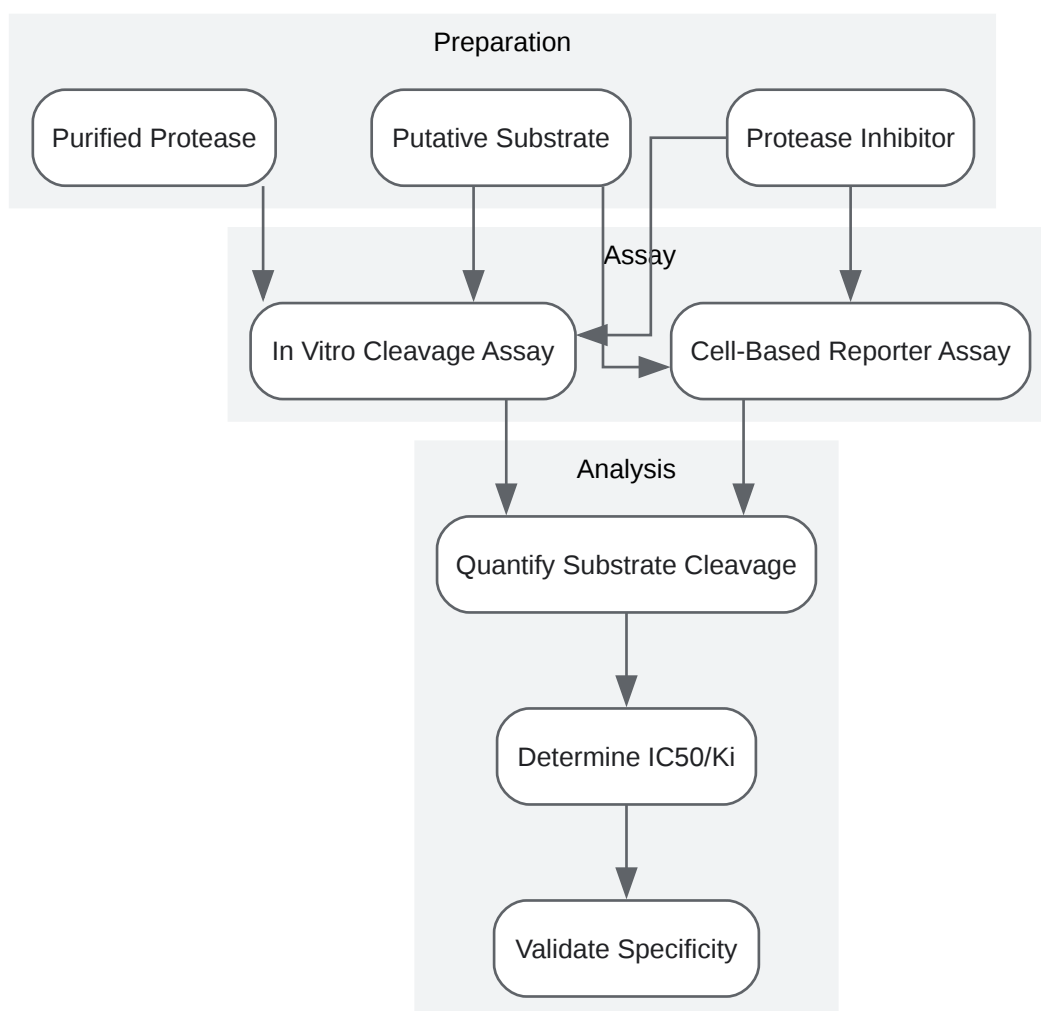 Preparation
Purified Protease
Putative Substrate
Protease Inhibitor
Assay
In Vitro Cleavage Assay
Cell-Based Reporter Assay
Analysis
Quantify Substrate Cleavage
Determine IC50/Ki
Validate Specificity